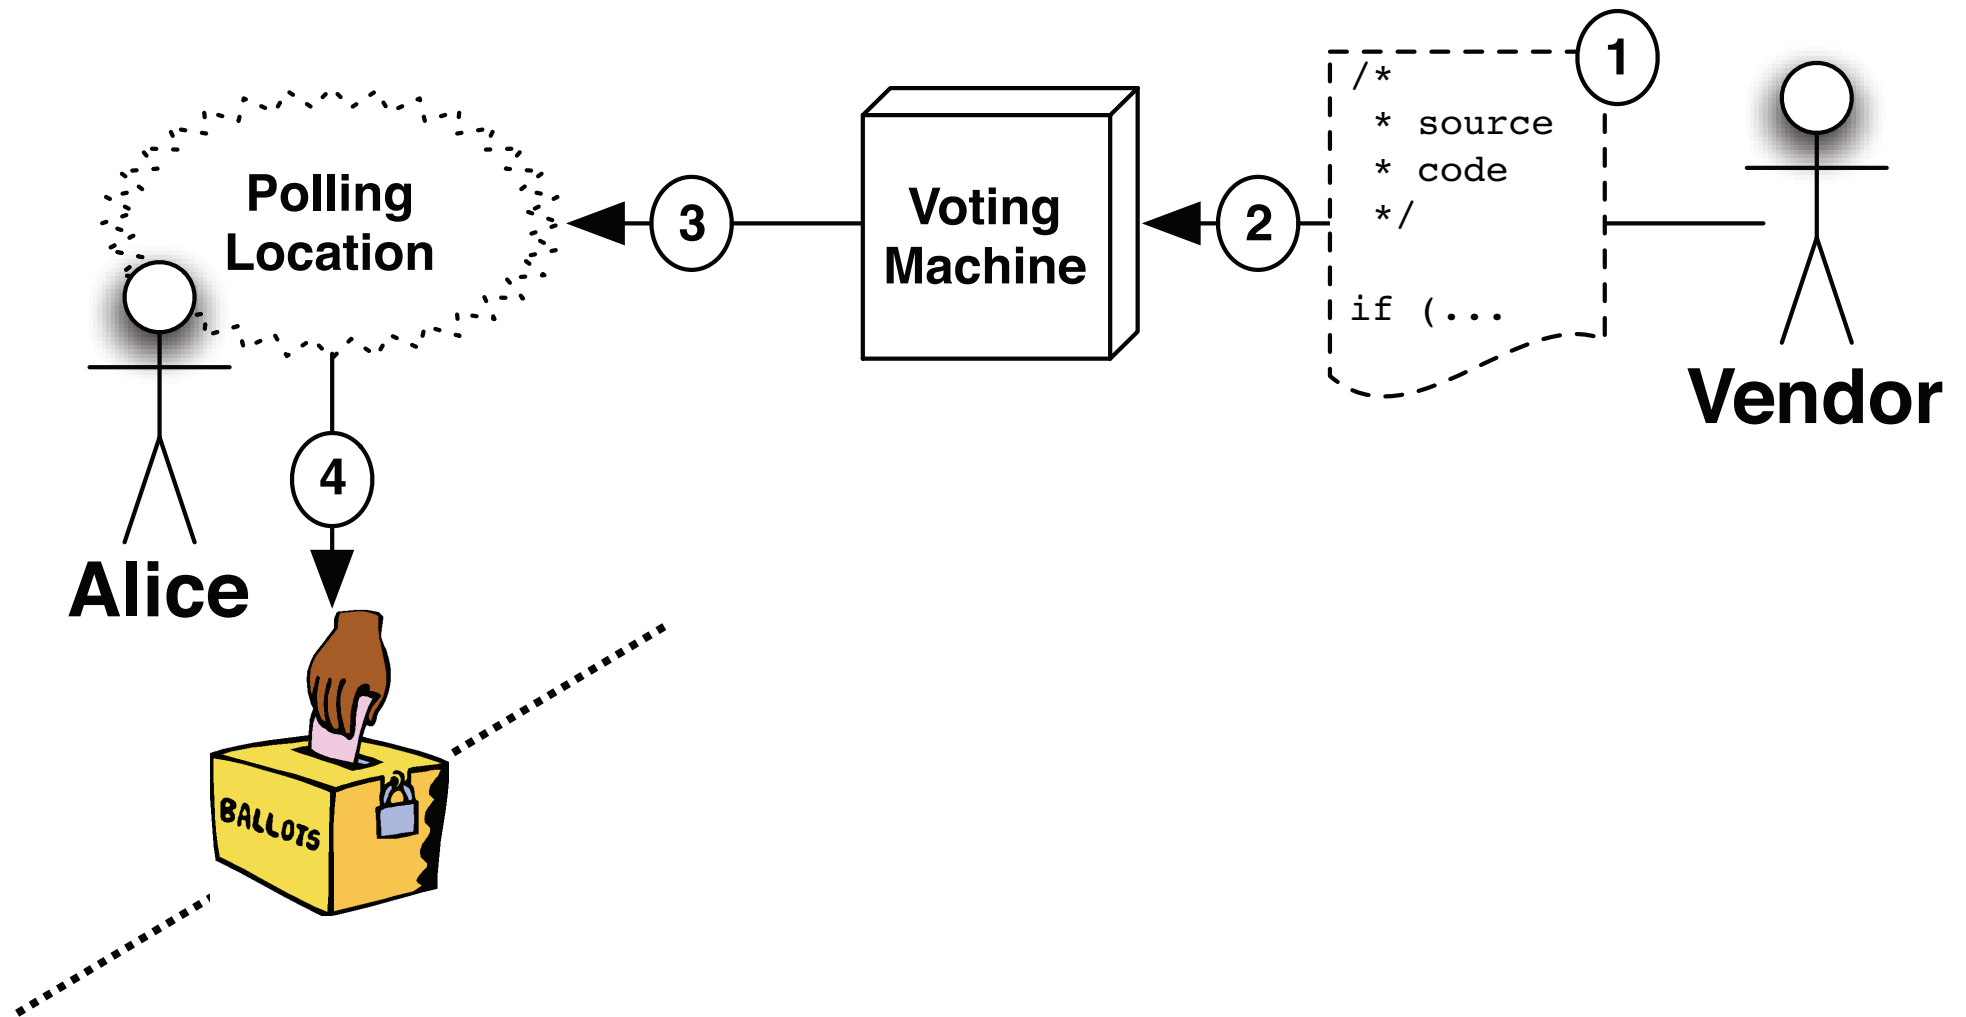 1
/*
* source
* code
*/
if (...
Polling
Location
3
Voting
Machine
2
Vendor
4
Alice
BALLOTS